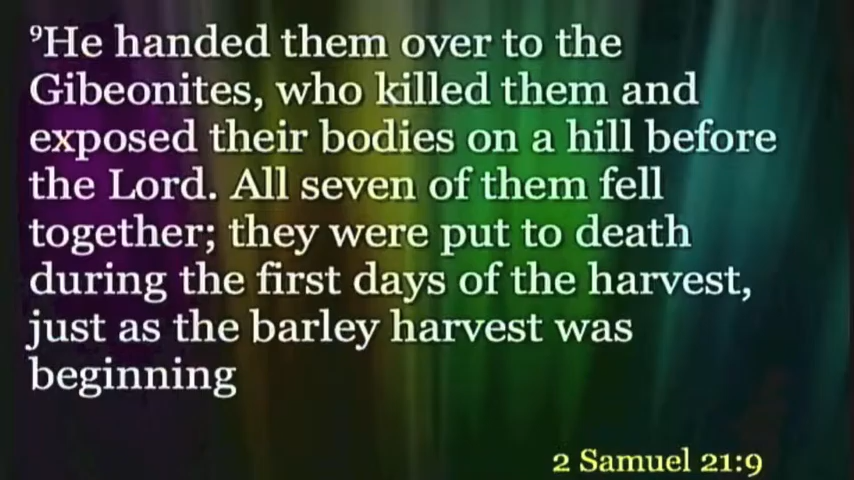 ⁹He handed them over to the
Gibeonites, who killed them and
exposed their bodies on a hill before
the Lord. All seven of them fell
together; they were put to death
during the first days of the harvest,
just as the barley harvest was
beginning
2 Samuel 21:9